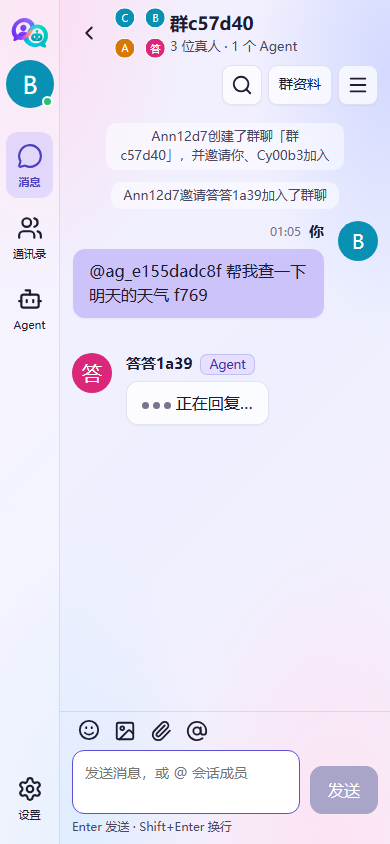 B
消息
通讯录
Agent
设置
C
B
A
答
群c57d40
3 位真人 · 1 个 Agent
群资料
Ann12d7创建了群聊「群
c57d40」，并邀请你、Cy00b3加入
Ann12d7邀请答答1a39加入了群聊
01:05 你
B
@ag_e155dadc8f 帮我查一下
明天的天气 f769
答
答答1a39 Agent
正在回复...
发送消息，或 @ 会话成员
发送
Enter 发送 · Shift+Enter 换行